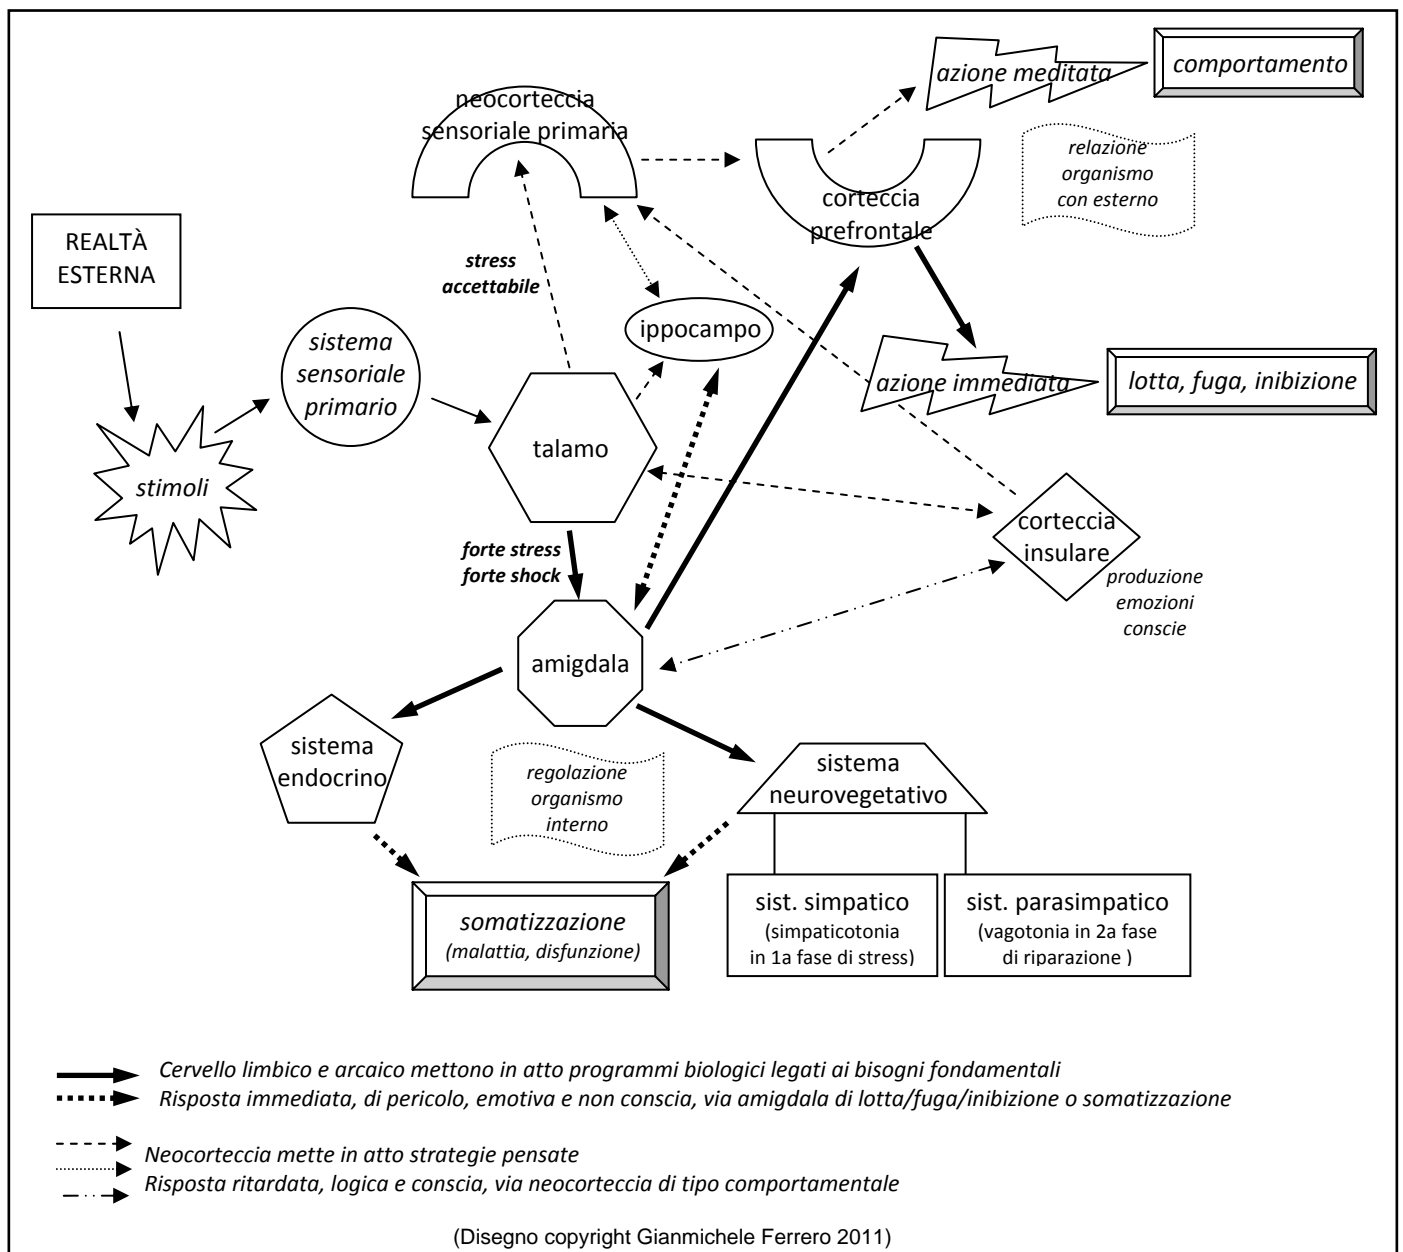 azione meditata
comportamento
neocorteccia
sensoriale primaria
relazione
organismo
con esterno
corteccia
prefrontale
REALTÀ
ESTERNA
stress
accettabile
ippocampo
sistema
sensoriale
primario
azione immediata
lotta, fuga, inibizione
talamo
stimoli
corteccia
insulare
forte stress
forte shock
produzione
emozioni
conscie
amigdala
sistema
endocrino
regolazione
organismo
interno
sistema
neurovegetativo
somatizzazione
(malattia, disfunzione)
sist. simpatico
(simpaticotonia
in 1a fase di stress)
sist. parasimpatico
(vagotonia in 2a fase
di riparazione )
Cervello limbico e arcaico mettono in atto programmi biologici legati ai bisogni fondamentali
Risposta immediata, di pericolo, emotiva e non conscia, via amigdala di lotta/fuga/inibizione o somatizzazione
Neocorteccia mette in atto strategie pensate
Risposta ritardata, logica e conscia, via neocorteccia di tipo comportamentale
(Disegno copyright Gianmichele Ferrero 2011)